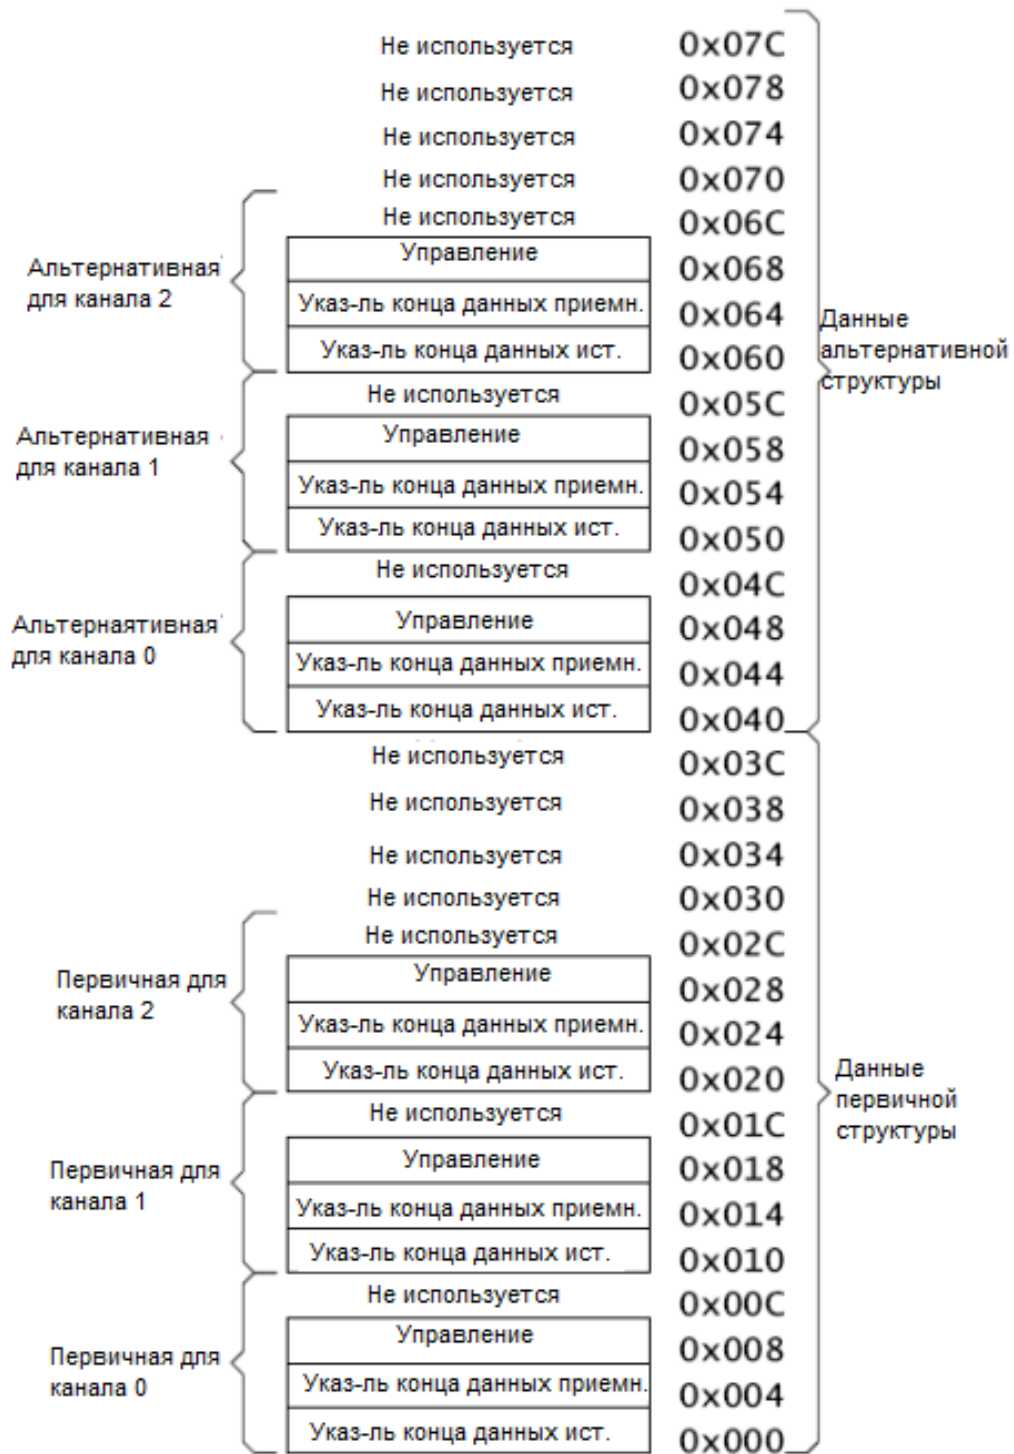 Не используется 0x07C
Не используется 0x078
Не используется 0x074
Не используется 0x070
Не используется 0x06C
Управление 0x068
Указ-ль конца данных приемн. 0x064
Указ-ль конца данных ист. 0x060
Альтернативная
для канала 2
Данные
альтернативной
структуры
Не используется 0x05C
Управление 0x058
Указ-ль конца данных приемн. 0x054
Указ-ль конца данных ист. 0x050
Альтернативная
для канала 1
Не используется 0x04C
Управление 0x048
Указ-ль конца данных приемн. 0x044
Указ-ль конца данных ист. 0x040
Альтернаятивная
для канала 0
Не используется 0x03C
Не используется 0x038
Не используется 0x034
Не используется 0x030
Не используется 0x02C
Управление 0x028
Указ-ль конца данных приемн. 0x024
Указ-ль конца данных ист. 0x020
Первичная для
канала 2
Данные
первичной
структуры
Не используется 0x01C
Управление 0x018
Указ-ль конца данных приемн. 0x014
Указ-ль конца данных ист. 0x010
Первичная для
канала 1
Не используется 0x00C
Управление 0x008
Указ-ль конца данных приемн. 0x004
Указ-ль конца данных ист. 0x000
Первичная для
канала 0